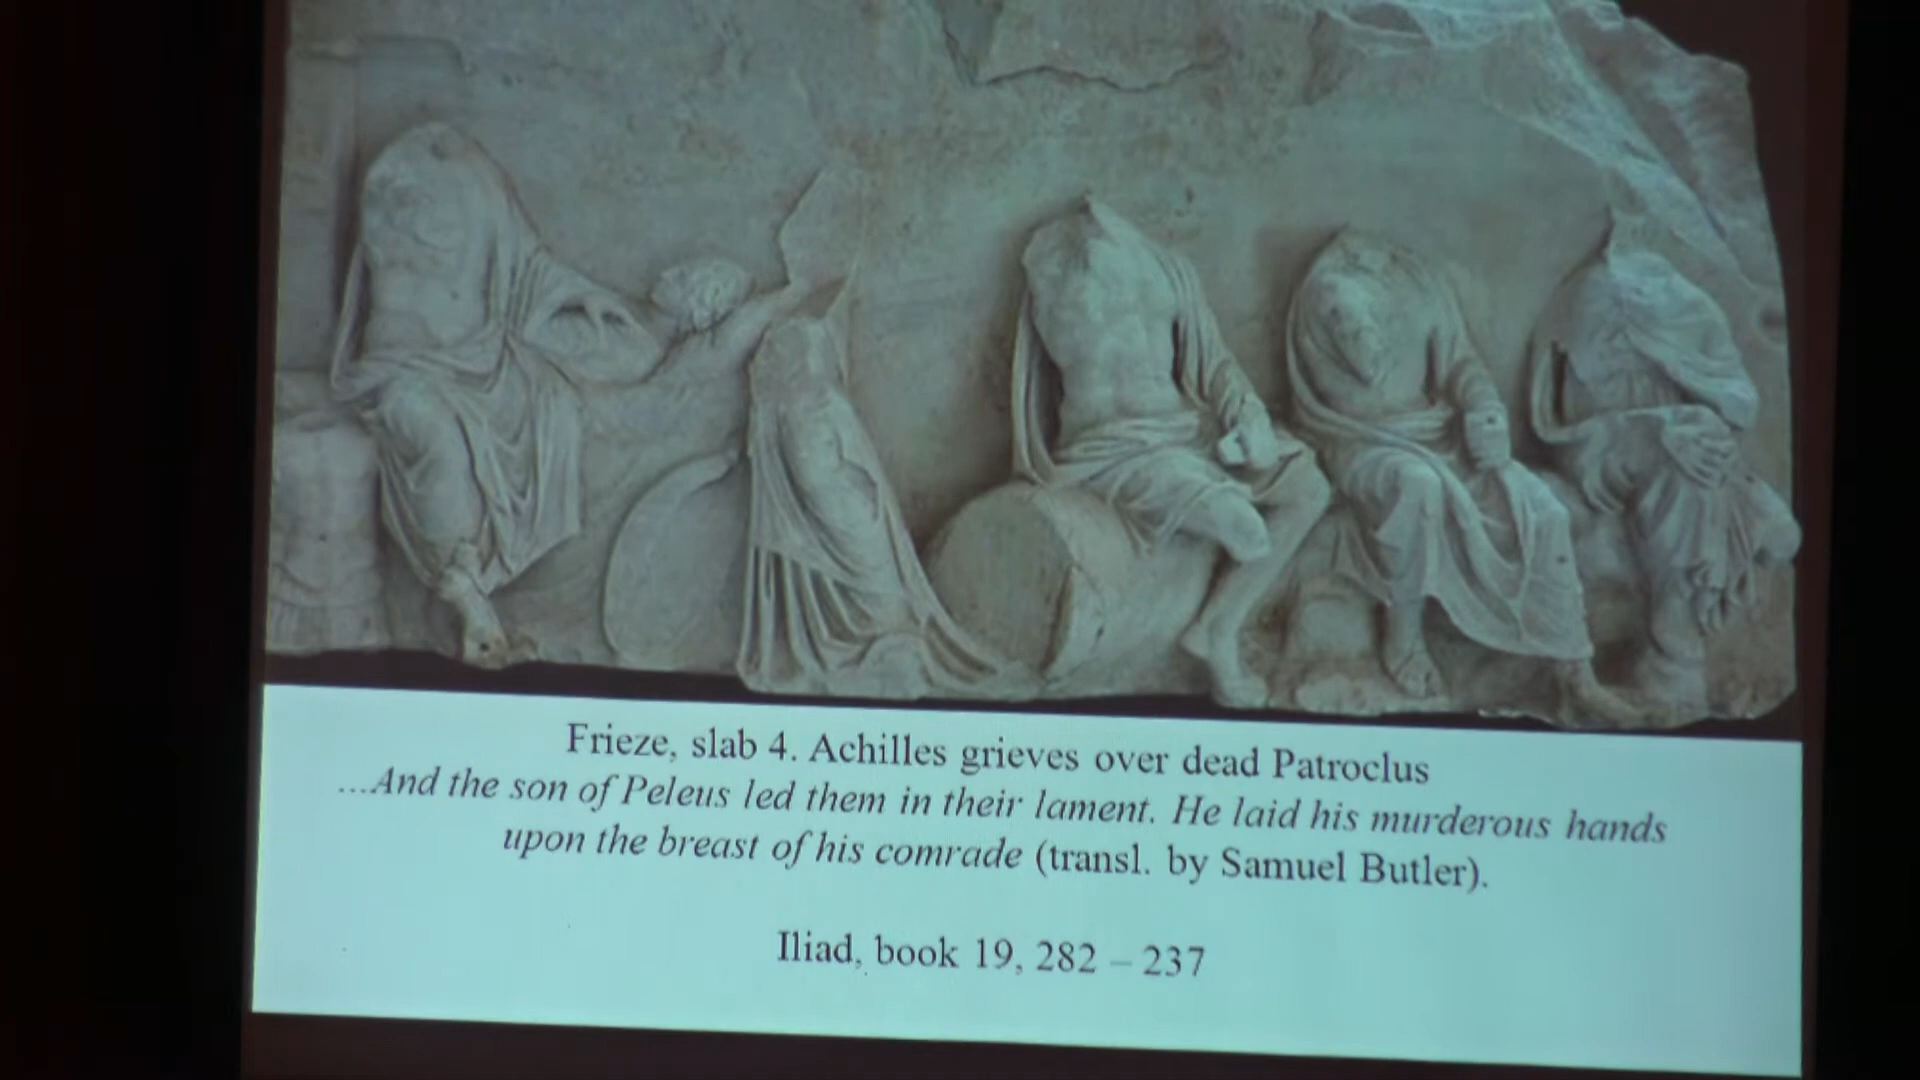 Frieze, slab 4. Achilles grieves over dead Patroclus
...And the son of Peleus led them in their lament. He laid his murderous hands
upon the breast of his comrade (transl. by Samuel Butler).
Iliad, book 19, 282 – 237